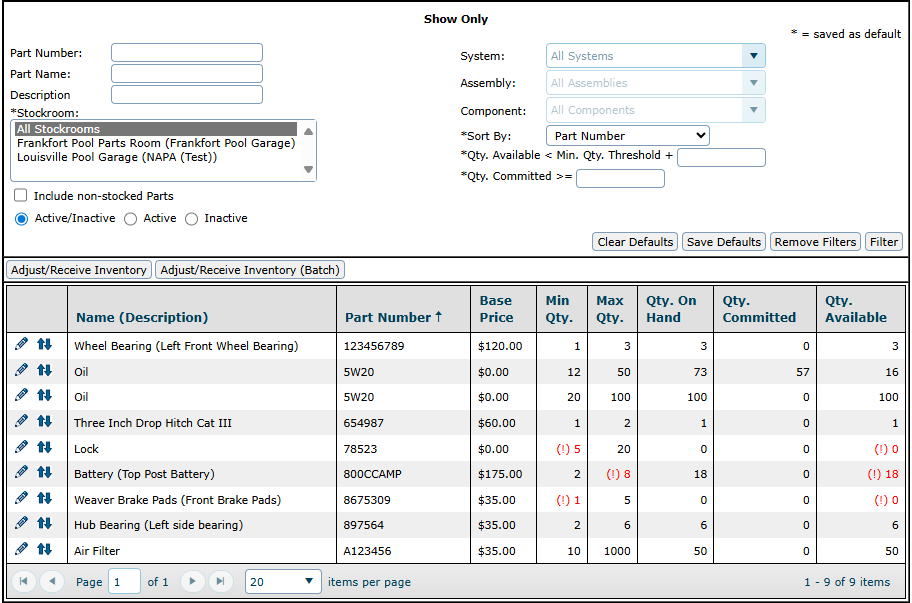 Show Only
* = saved as default
Part Number:
Part Name:
Description
*Stockroom:
All Stockrooms
Frankfort Pool Parts Room (Frankfort Pool Garage)
Louisville Pool Garage (NAPA (Test))
Include non-stocked Parts
Active/Inactive Active Inactive
System: All Systems
Assembly: All Assemblies
Component: All Components
*Sort By: Part Number
*Qty. Available < Min. Qty. Threshold +
*Qty. Committed >=
Clear Defaults Save Defaults Remove Filters Filter
Adjust/Receive Inventory Adjust/Receive Inventory (Batch)
Name (Description) Part Number ↑ Base Price Min Qty. Max Qty. Qty. On Hand Qty. Committed Qty. Available
Wheel Bearing (Left Front Wheel Bearing) 123456789 $120.00 1 3 3 0 3
Oil 5W20 $0.00 12 50 73 57 16
Oil 5W20 $0.00 20 100 100 0 100
Three Inch Drop Hitch Cat III 654987 $60.00 1 2 1 0 1
Lock 78523 $0.00 (!) 5 20 0 0 (!) 0
Battery (Top Post Battery) 800CCAMP $175.00 2 (!) 8 18 0 (!) 18
Weaver Brake Pads (Front Brake Pads) 8675309 $35.00 (!) 1 5 0 0 (!) 0
Hub Bearing (Left side bearing) 897564 $35.00 2 6 6 0 6
Air Filter A123456 $35.00 10 1000 50 0 50
Page 1 of 1 20 items per page 1 - 9 of 9 items